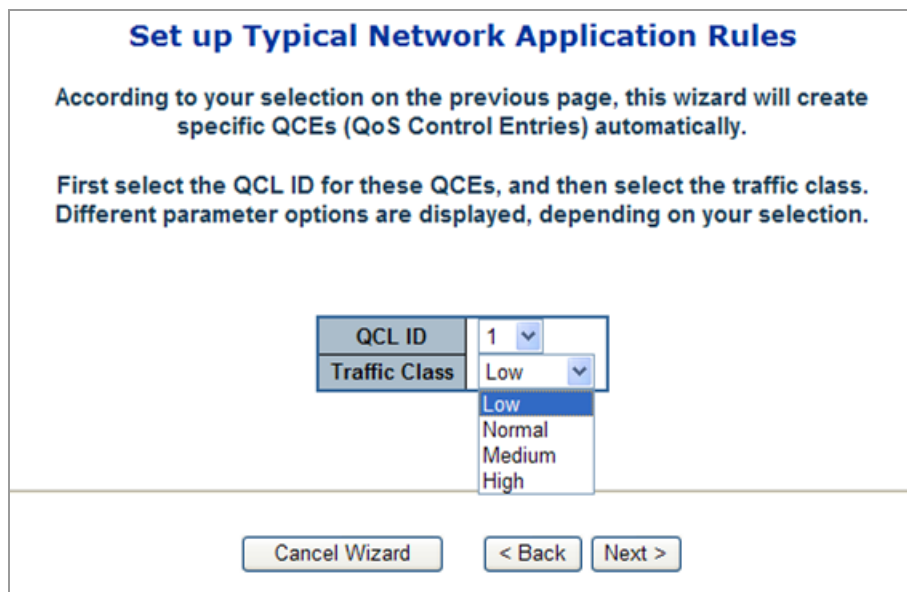 Set up Typical Network Application Rules
According to your selection on the previous page, this wizard will create
specific QCEs (QoS Control Entries) automatically.
First select the QCL ID for these QCEs, and then select the traffic class.
Different parameter options are displayed, depending on your selection.
QCL ID 1
Traffic Class Low
Low
Normal
Medium
High
Cancel Wizard < Back Next >